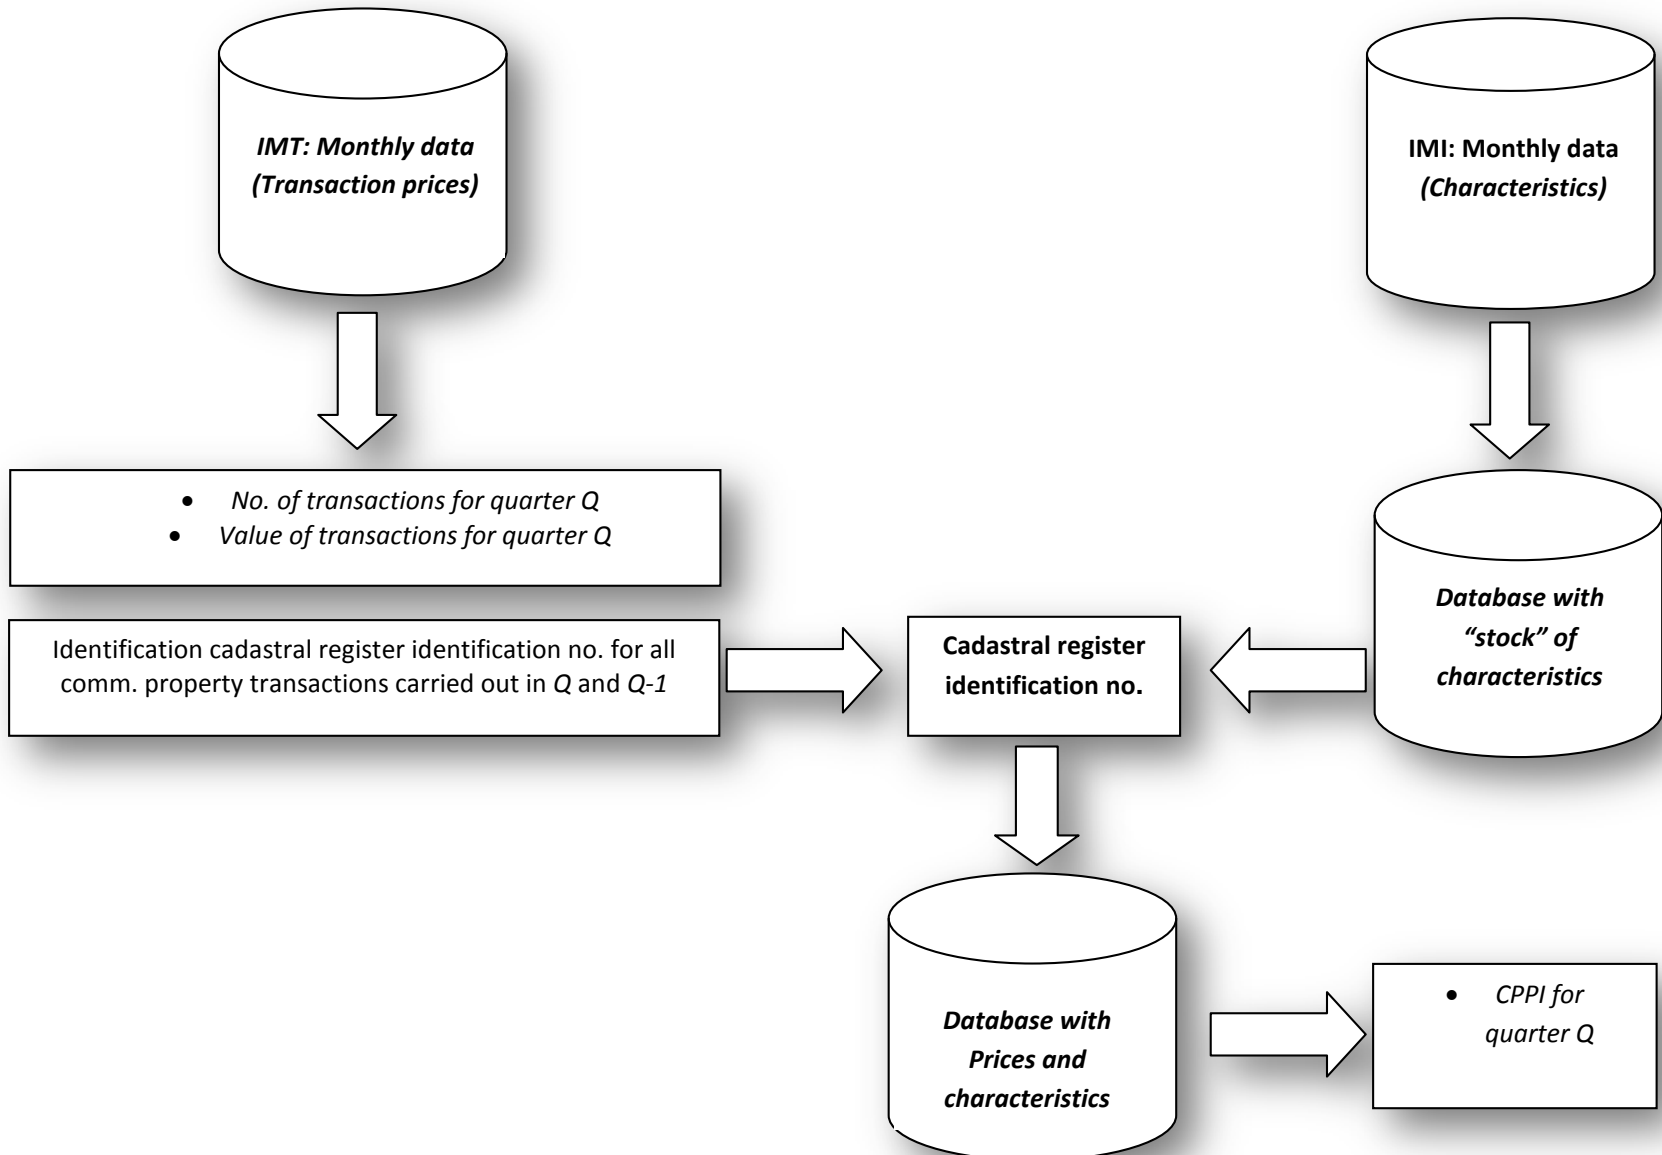 IMT: Monthly data
(Transaction prices)
IMI: Monthly data
(Characteristics)
• No. of transactions for quarter Q
• Value of transactions for quarter Q
Identification cadastral register identification no. for all
comm. property transactions carried out in Q and Q-1
Cadastral register
identification no.
Database with
“stock” of
characteristics
Database with
Prices and
characteristics
• CPPI for
quarter Q